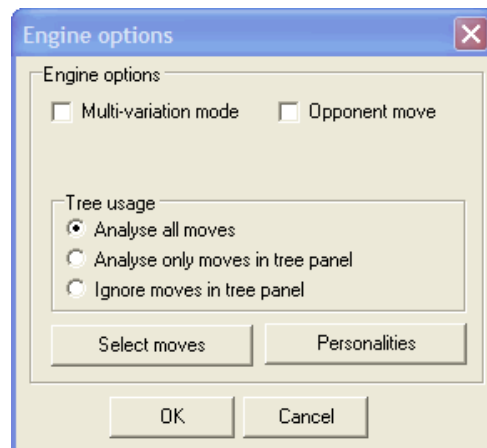 Engine options
Engine options
Multi-variation mode Opponent move
Tree usage
Analyse all moves
Analyse only moves in tree panel
Ignore moves in tree panel
Select moves Personalities
OK Cancel